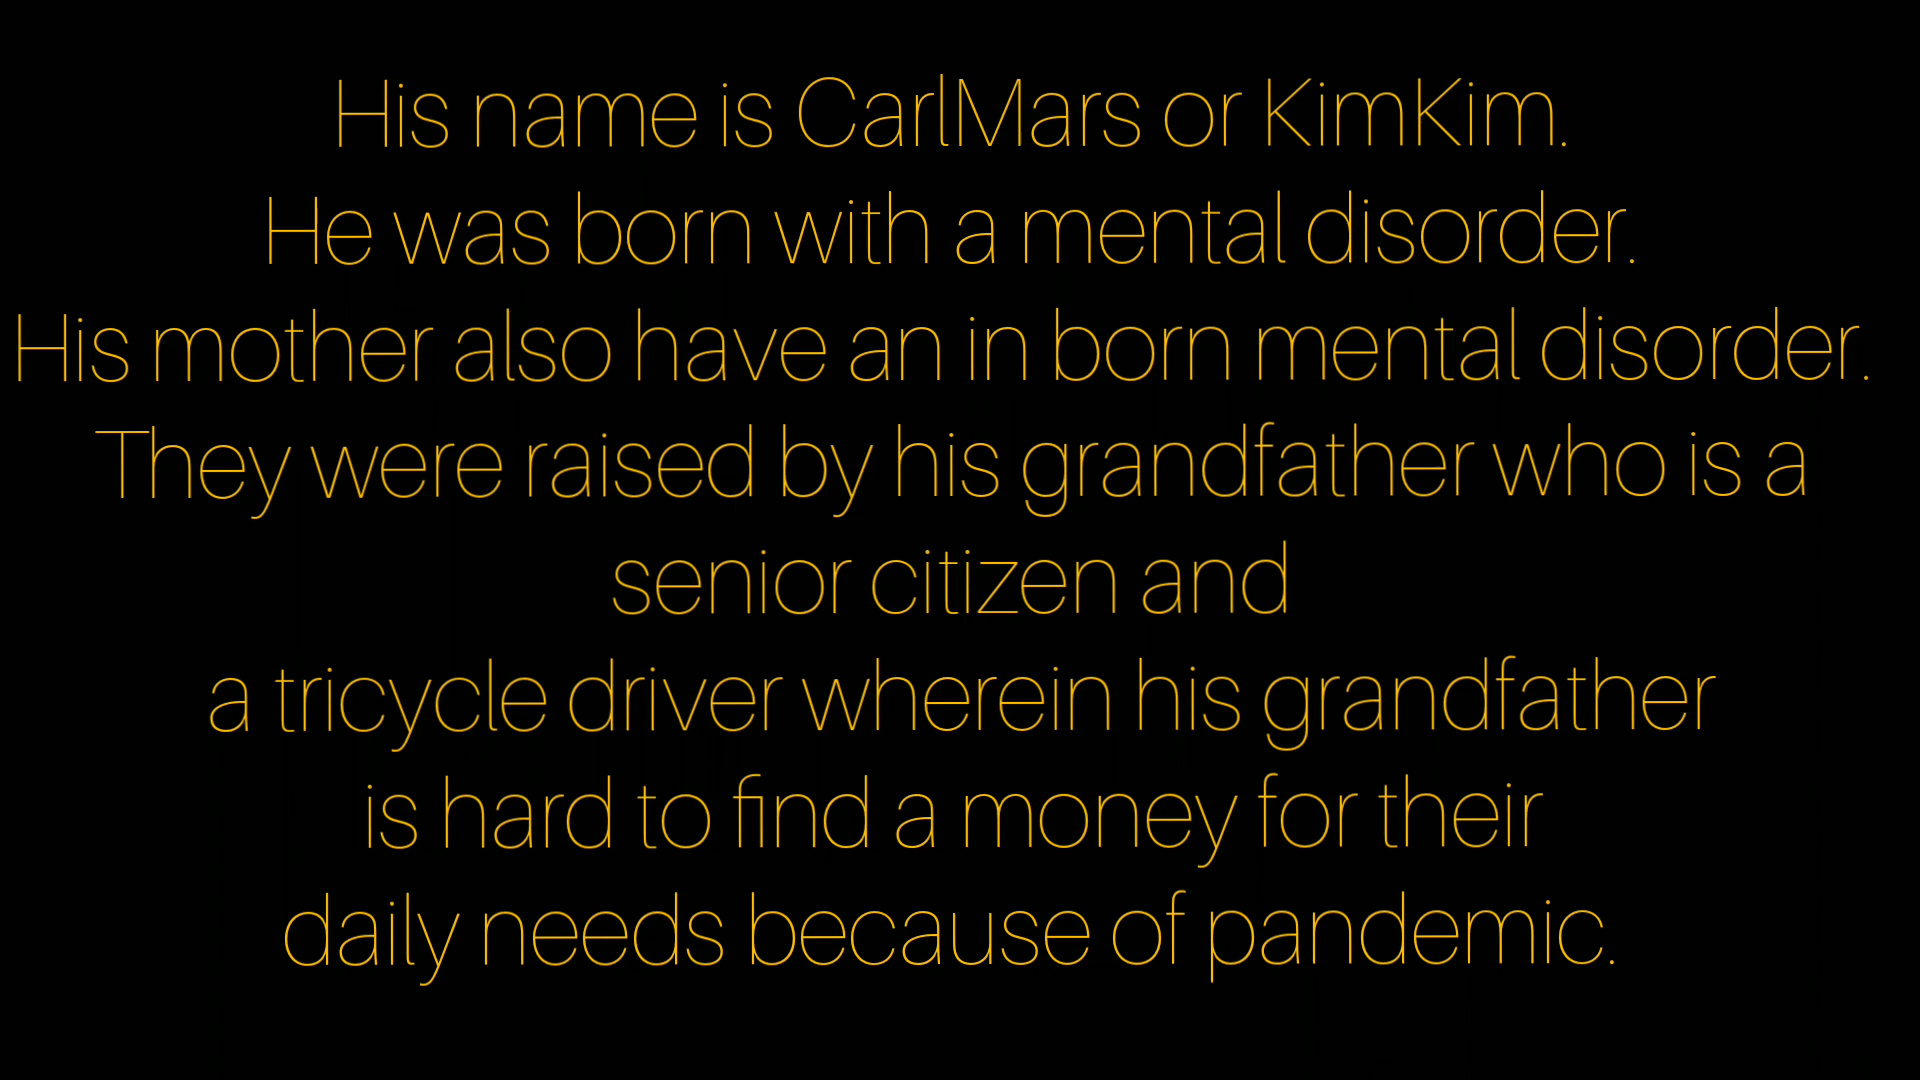 His name is CarlMars or KimKim.
He was born with a mental disorder.
His mother also have an in born mental disorder.
They were raised by his grandfather who is a
senior citizen and
a tricycle driver wherein his grandfather
is hard to find a money for their
daily needs because of pandemic.